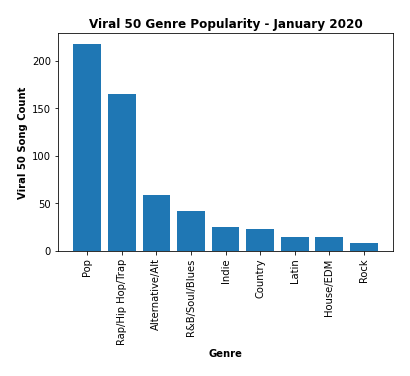 Viral 50 Genre Popularity - January 2020
Viral 50 Song Count
200
150
100
50
0
Pop
Rap/Hip Hop/Trap
Alternative/Alt
R&B/Soul/Blues
Indie
Country
Latin
House/EDM
Rock
Genre